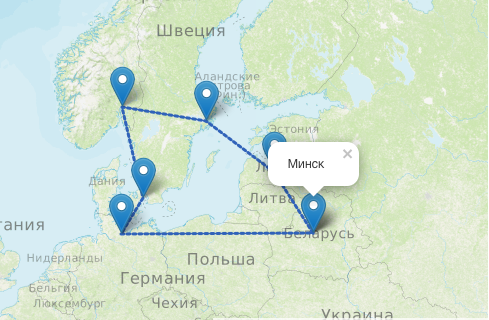 Швеция
Аландские
острова
Эстония
Минск
Дания
Литва
Беларусь
Нидерланды
Польша
Германия
Бельгия
Люксембург
Чехия
Украина